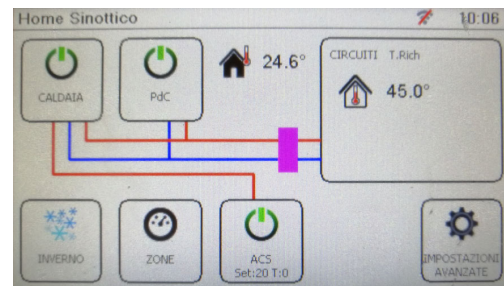 Home Sinottico
10:06
CALDAIA
PdC
24.6°
CIRCUITI T.Rich
45.0°
INVERNO
ZONE
ACS
Set:20 T:0
IMPOSTAZIONI
AVANZATE